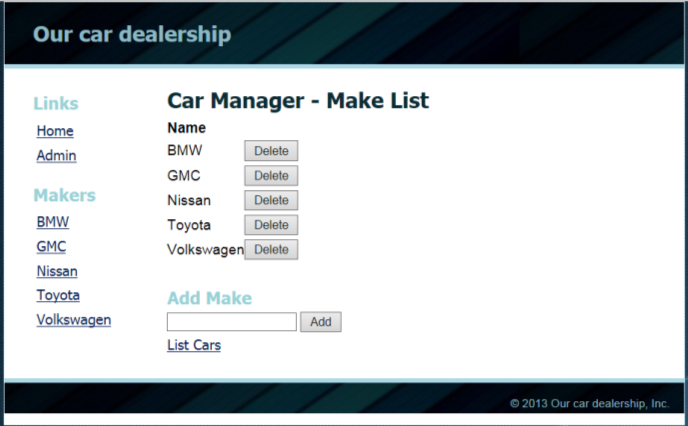 Our car dealership
Links
Home
Admin
Makers
BMW
GMC
Nissan
Toyota
Volkswagen
Car Manager - Make List
Name
BMW Delete
GMC Delete
Nissan Delete
Toyota Delete
Volkswagen Delete
Add Make
Add
List Cars
© 2013 Our car dealership, Inc.